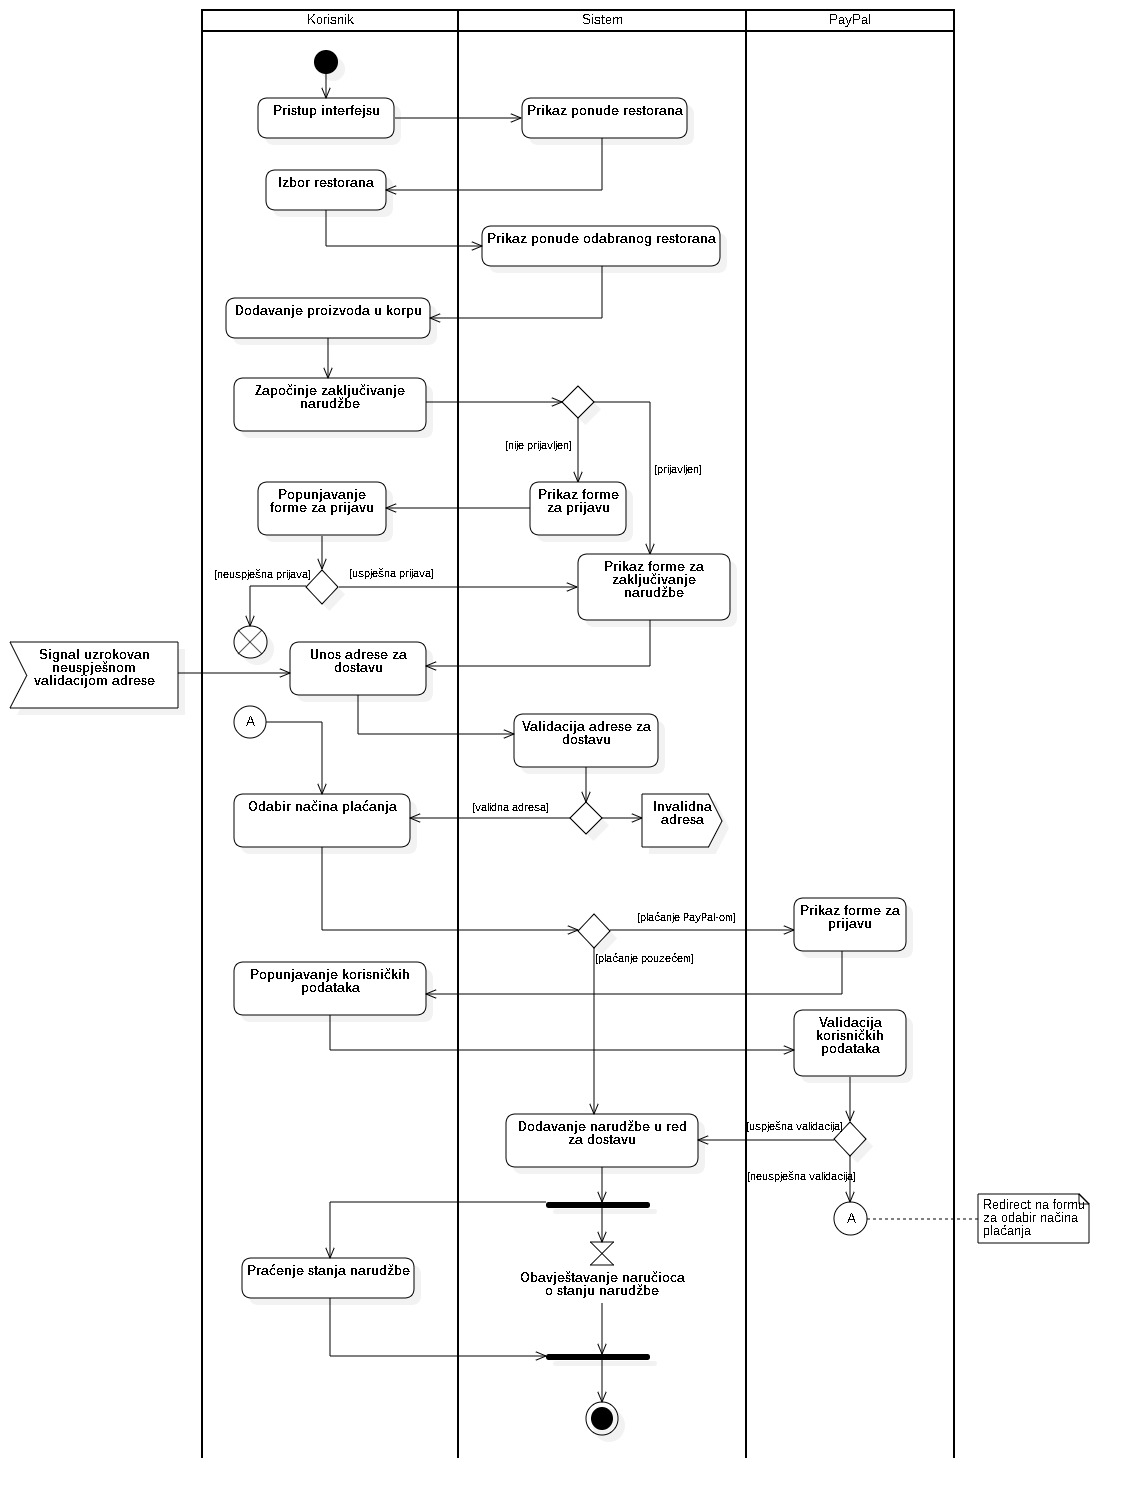 Korisnik
Sistem
PayPal
Pristup interfejsu
Prikaz ponude restorana
Izbor restorana
Prikaz ponude odabranog restorana
Dodavanje proizvoda u korpu
Započinje zaključivanje
narudžbe
[nije prijavljen]
[prijavljen]
Popunjavanje
forme za prijavu
Prikaz forme
za prijavu
Prikaz forme za
zaključivanje
narudžbe
[neuspješna prijava]
[uspješna prijava]
Signal uzrokovan
neuspješnom
validacijom adrese
Unos adrese za
dostavu
A
Validacija adrese za
dostavu
Odabir načina plaćanja
[validna adresa]
Invalidna
adresa
[plaćanje PayPal-om]
Prikaz forme za
prijavu
[plaćanje pouzećem]
Popunjavanje korisničkih
podataka
Validacija
korisničkih
podataka
Dodavanje narudžbe u red
za dostavu
[uspješna validacija]
[neuspješna validacija]
A
Redirect na formu
za odabir načina
plaćanja
Praćenje stanja narudžbe
Obavještavanje naručioca
o stanju narudžbe